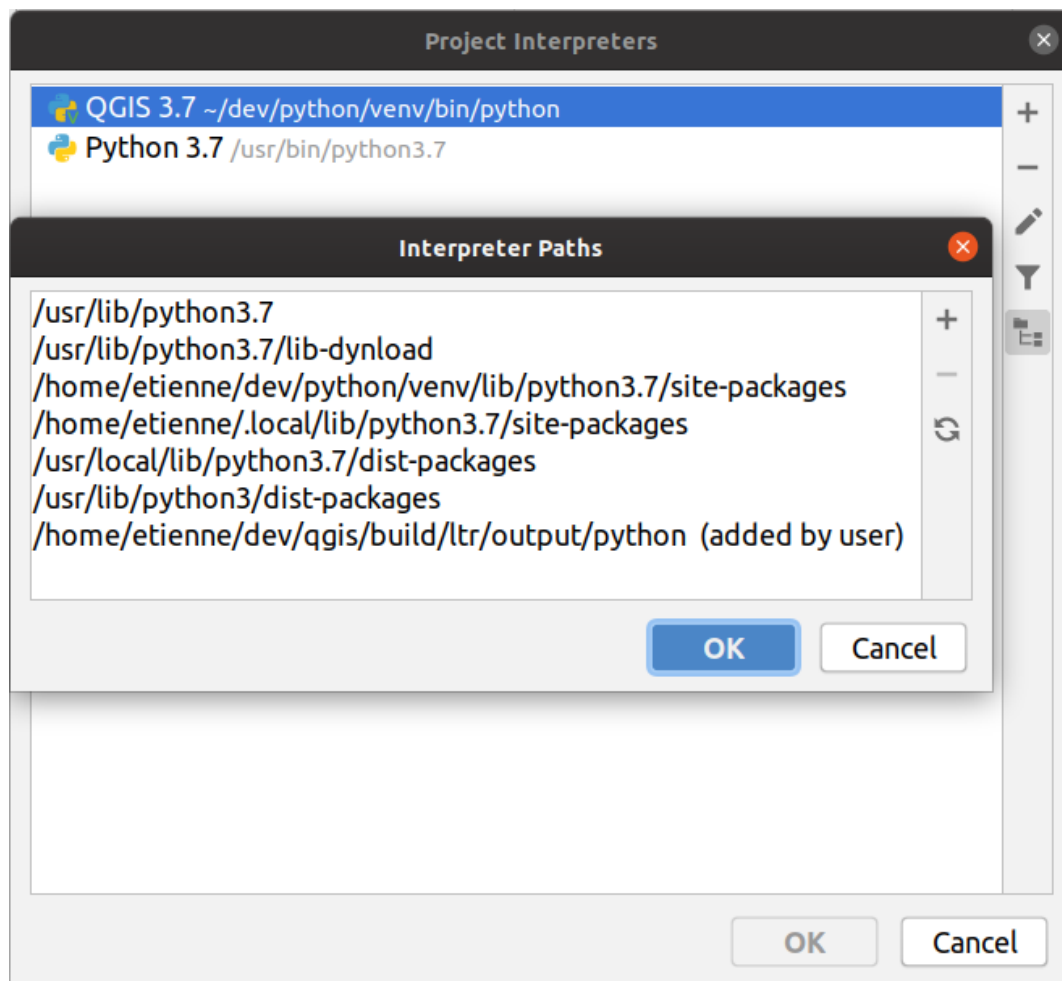 Project Interpreters
QGIS 3.7 ~/dev/python/venv/bin/python
Python 3.7 /usr/bin/python3.7
Interpreter Paths
/usr/lib/python3.7
/usr/lib/python3.7/lib-dynload
/home/etienne/dev/python/venv/lib/python3.7/site-packages
/home/etienne/.local/lib/python3.7/site-packages
/usr/local/lib/python3.7/dist-packages
/usr/lib/python3/dist-packages
/home/etienne/dev/qgis/build/ltr/output/python (added by user)
OK Cancel
OK Cancel